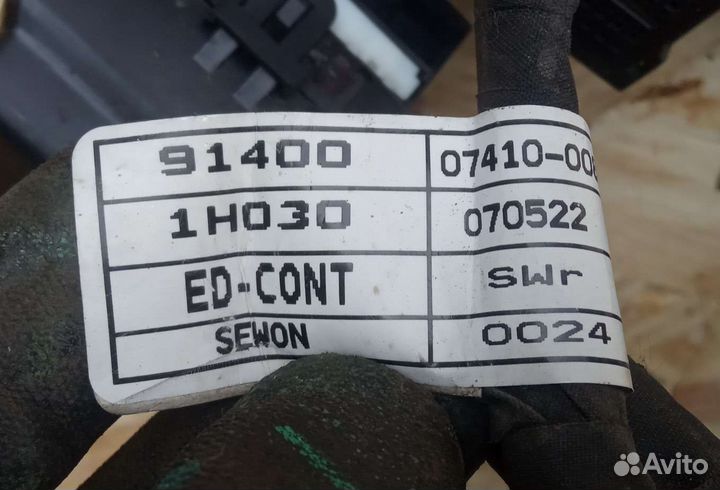 91400 07410-00
1H030 070522
ED-CONT SWr
SEWON 0024
Avito